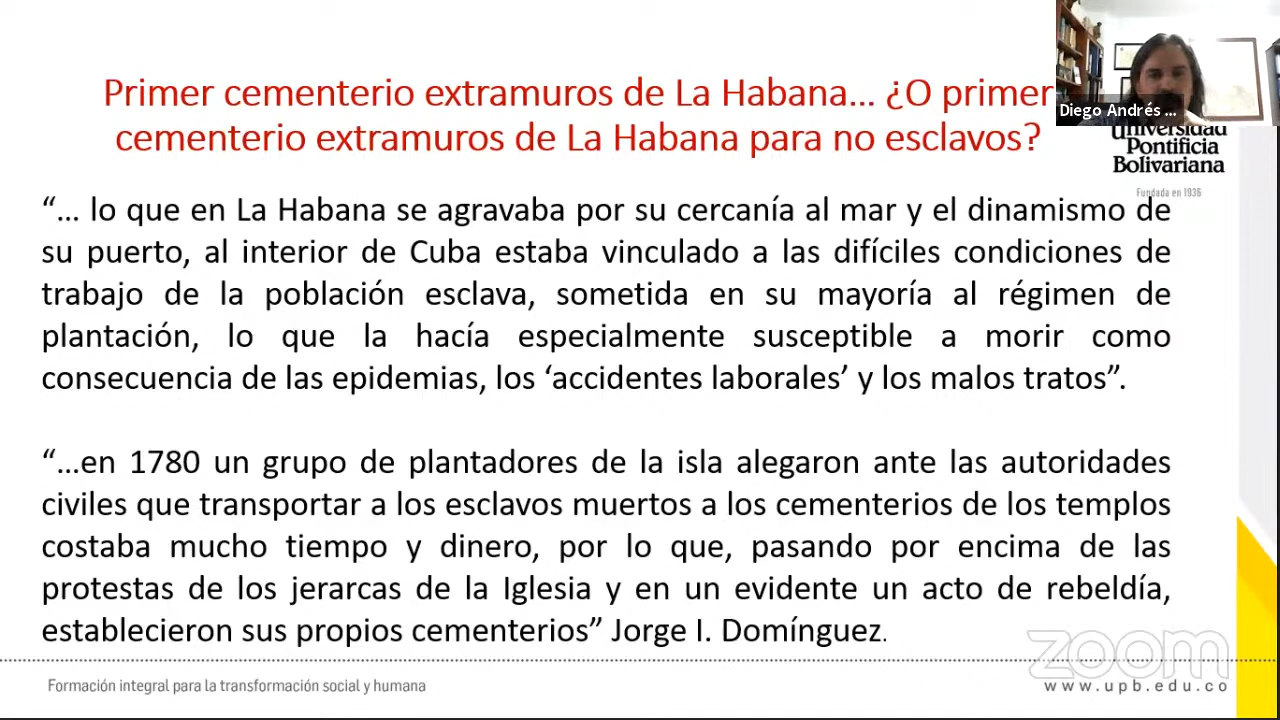 Primer cementerio extramuros de La Habana... ¿O primer
cementerio extramuros de La Habana para no esclavos?
Diego Andrés ...
Universidad
Pontificia
Bolivariana
Fundada en 1936
“... lo que en La Habana se agravaba por su cercanía al mar y el dinamismo de
su puerto, al interior de Cuba estaba vinculado a las difíciles condiciones de
trabajo de la población esclava, sometida en su mayoría al régimen de
plantación, lo que la hacía especialmente susceptible a morir como
consecuencia de las epidemias, los ‘accidentes laborales’ y los malos tratos”.
“...en 1780 un grupo de plantadores de la isla alegaron ante las autoridades
civiles que transportar a los esclavos muertos a los cementerios de los templos
costaba mucho tiempo y dinero, por lo que, pasando por encima de las
protestas de los jerarcas de la Iglesia y en un evidente un acto de rebeldía,
establecieron sus propios cementerios” Jorge I. Domínguez.
zoom
Formación integral para la transformación social y humana
www.upb.edu.co